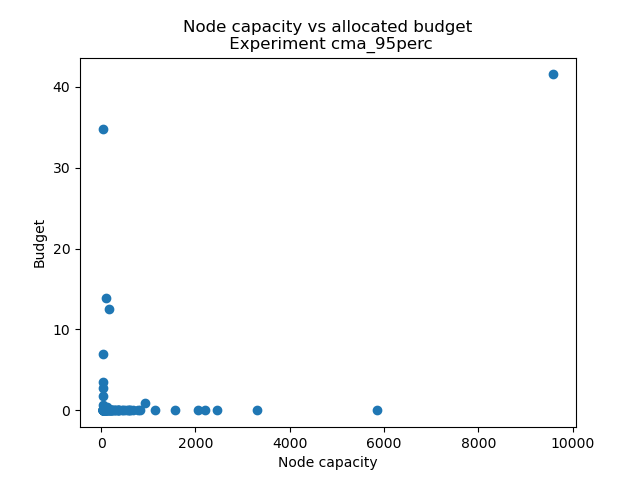 Node capacity vs allocated budget
Experiment cma_95perc
40
30
20
10
0
Budget
0 2000 4000 6000 8000 10000
Node capacity